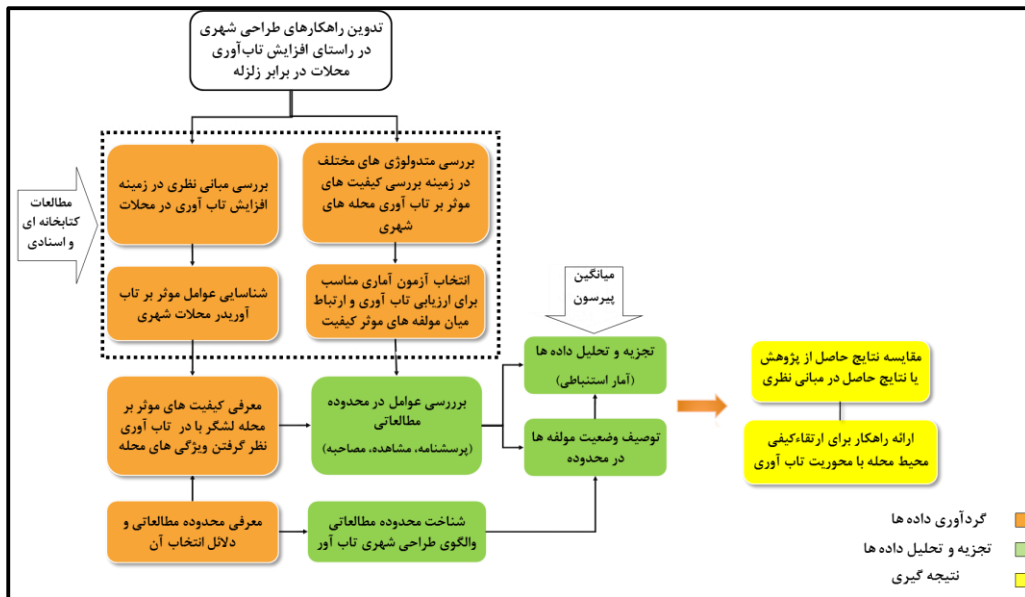 تدوین راهکارهای طراحی شهری
در راستای افزایش تاب‌آوری
محلات در برابر زلزله
بررسی متدولوژی های مختلف
در زمینه بررسی کیفیت های
موثر بر تاب آوری محله های
شهری
بررسی مبانی نظری در زمینه
افزایش تاب آوری در محلات
مطالعات
کتابخانه ای
و اسنادی
انتخاب آزمون آماری مناسب
برای ارزیابی تاب آوری و ارتباط
میان مولفه های موثر کیفیت
شناسایی عوامل موثر بر تاب
آوریدر محلات شهری
میانگین
پیرسون
تجزیه و تحلیل داده ها
(آمار استنباطی)
مقایسه نتایج حاصل از پژوهش
یا نتایج حاصل در مبانی نظری
بررررسی عوامل در محدوده
مطالعاتی
(پرسشنامه، مشاهده، مصاحبه)
معرفی کیفیت های موثر بر
محله لشگر با در تاب آوری
نظر گرفتن ویژگی های محله
توصیف وضعیت مولفه ها
در محدوده
ارائه راهکار برای ارتقاءکیفی
محیط محله با محوریت تاب آوری
شناخت محدوده مطالعاتی
والگوی طراحی شهری تاب آور
معرفی محدوده مطالعاتی و
دلائل انتخاب آن
گردآوری داده ها
تجزیه و تحلیل داده ها
نتیجه گیری